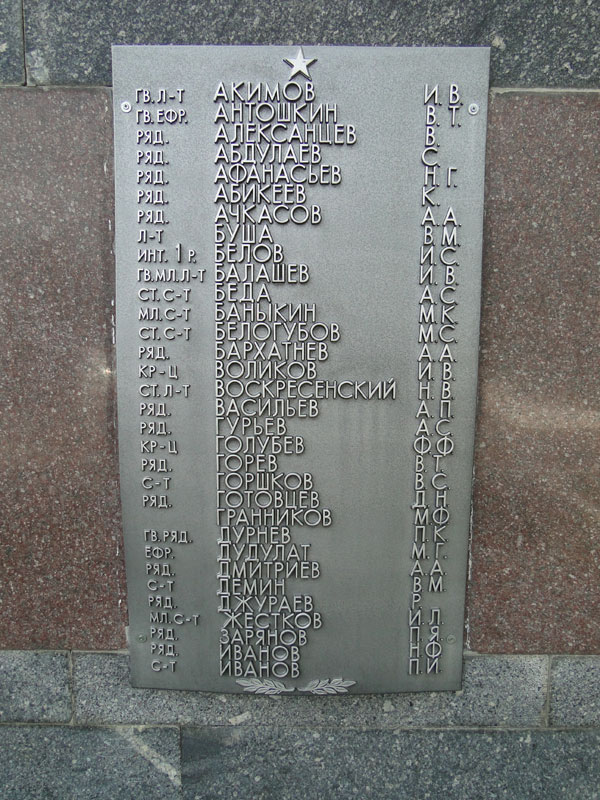 ГВ. Л-Т АКИМОВ И. В.
ГВ. ЕФР. АНТОШКИН В. Т.
РЯД. АЛЕКСАНЦЕВ В.
РЯД. АБДУЛАЕВ С.
РЯД. АФАНАСЬЕВ Н. Г.
РЯД. АБИКЕЕВ К.
РЯД. АЧКАСОВ А. А.
Л-Т БУША В. М.
ИНТ. 1 Р. БЕЛОВ И. С.
ГВ. МЛ. Л-Т БАЛАШЕВ И. В.
СТ. С-Т БЕДА А. С.
МЛ. С-Т БАНЫКИН М. К.
СТ. С-Т БЕЛОГУБОВ М. С.
РЯД. БАРХАТНЕВ А. А.
КР-Ц ВОЛИКОВ И. В.
СТ. Л-Т ВОСКРЕСЕНСКИЙ Н. В.
РЯД. ВАСИЛЬЕВ А. П.
РЯД. ГУРЬЕВ А. С.
КР-Ц ГОЛУБЕВ Ф. Ф.
РЯД. ГОРЕВ В. Т.
С-Т ГОРШКОВ В. С.
РЯД. ГОТОВЦЕВ Д. Н.
ГРАННИКОВ М. Ф.
ГВ. РЯД. ДУРНЕВ П. К.
ЕФР. ДУДУЛАТ М. Г.
РЯД. ДМИТРИЕВ А. А.
С-Т ДЕМИН В. М.
РЯД. ДЖУРАЕВ Р.
МЛ. С-Т ЖЕСТКОВ И. Л.
РЯД. ЗАРЯНОВ П. Я.
РЯД. ИВАНОВ Н. Ф.
С-Т ИВАНОВ П. И.